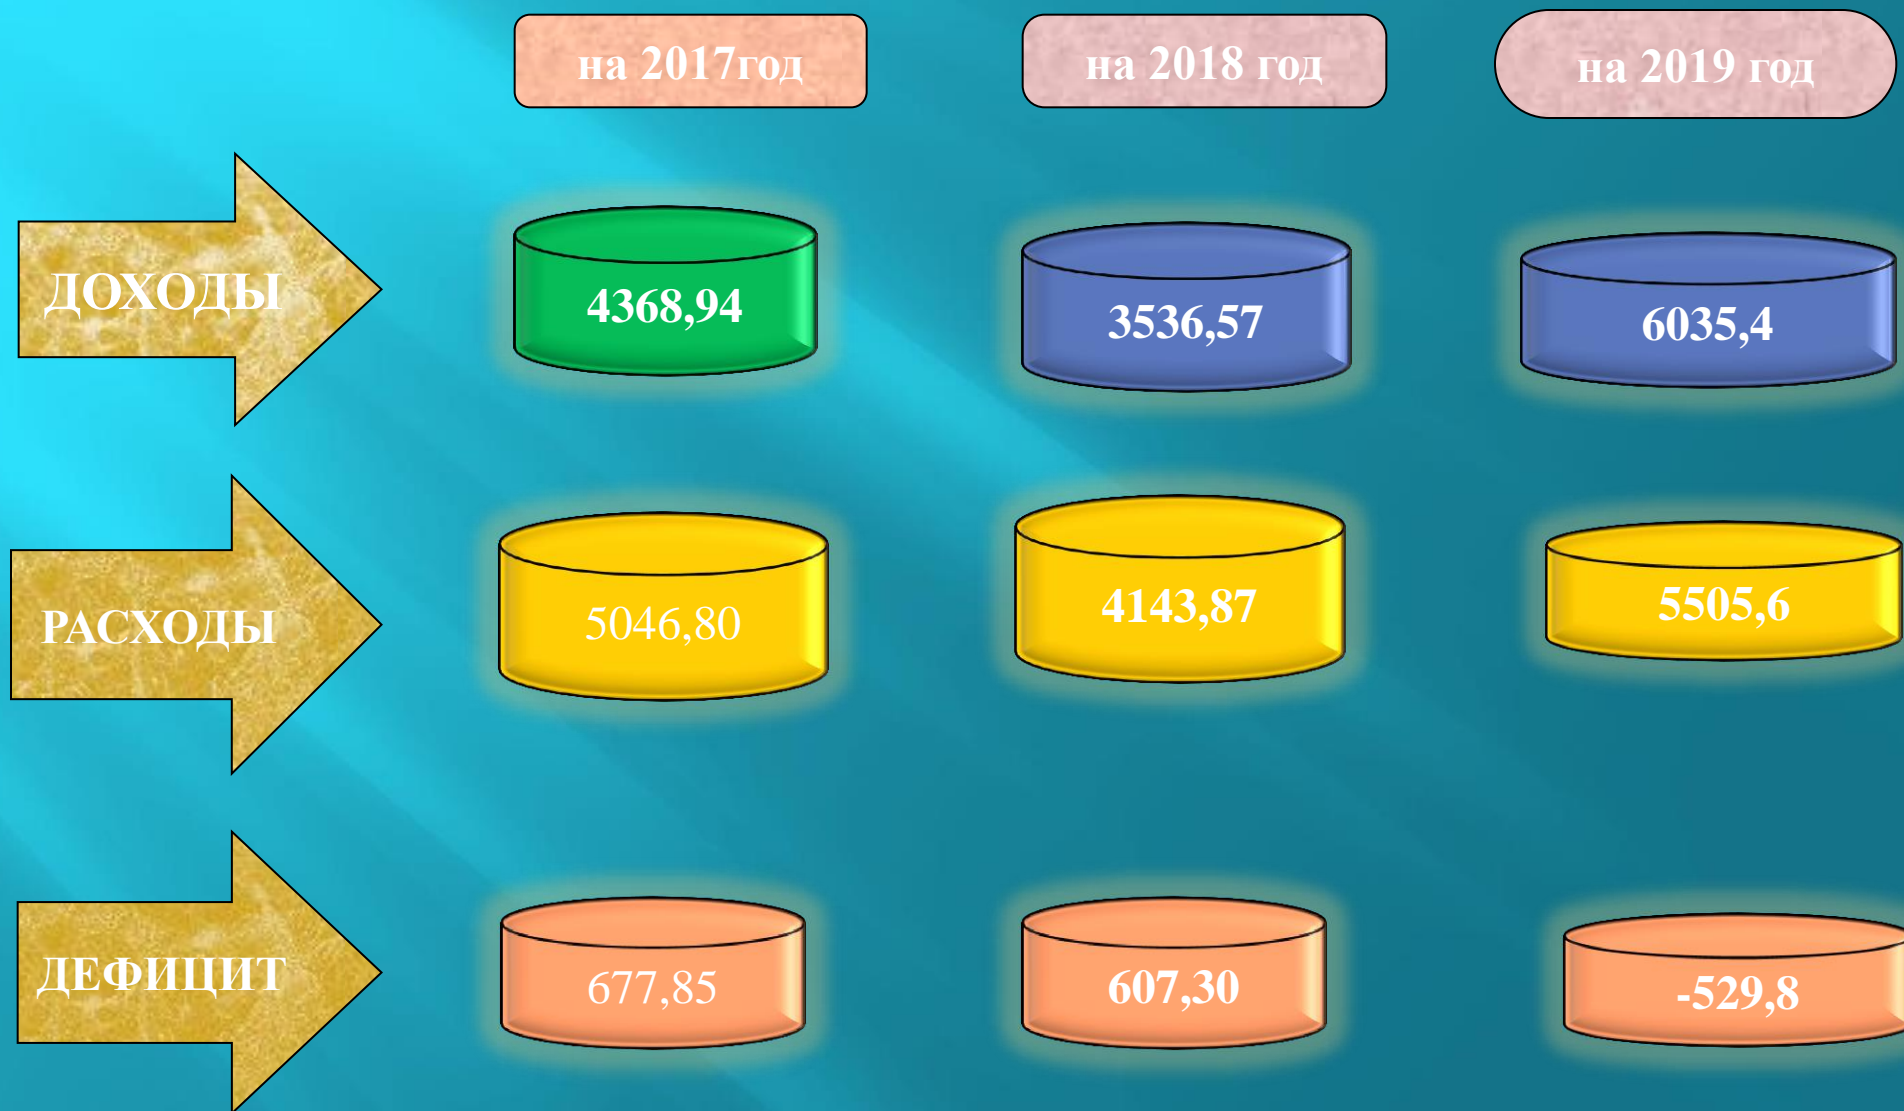 на 2017год
на 2018 год
на 2019 год
ДОХОДЫ
4368,94
3536,57
6035,4
РАСХОДЫ
5046,80
4143,87
5505,6
ДЕФИЦИТ
677,85
607,30
-529,8